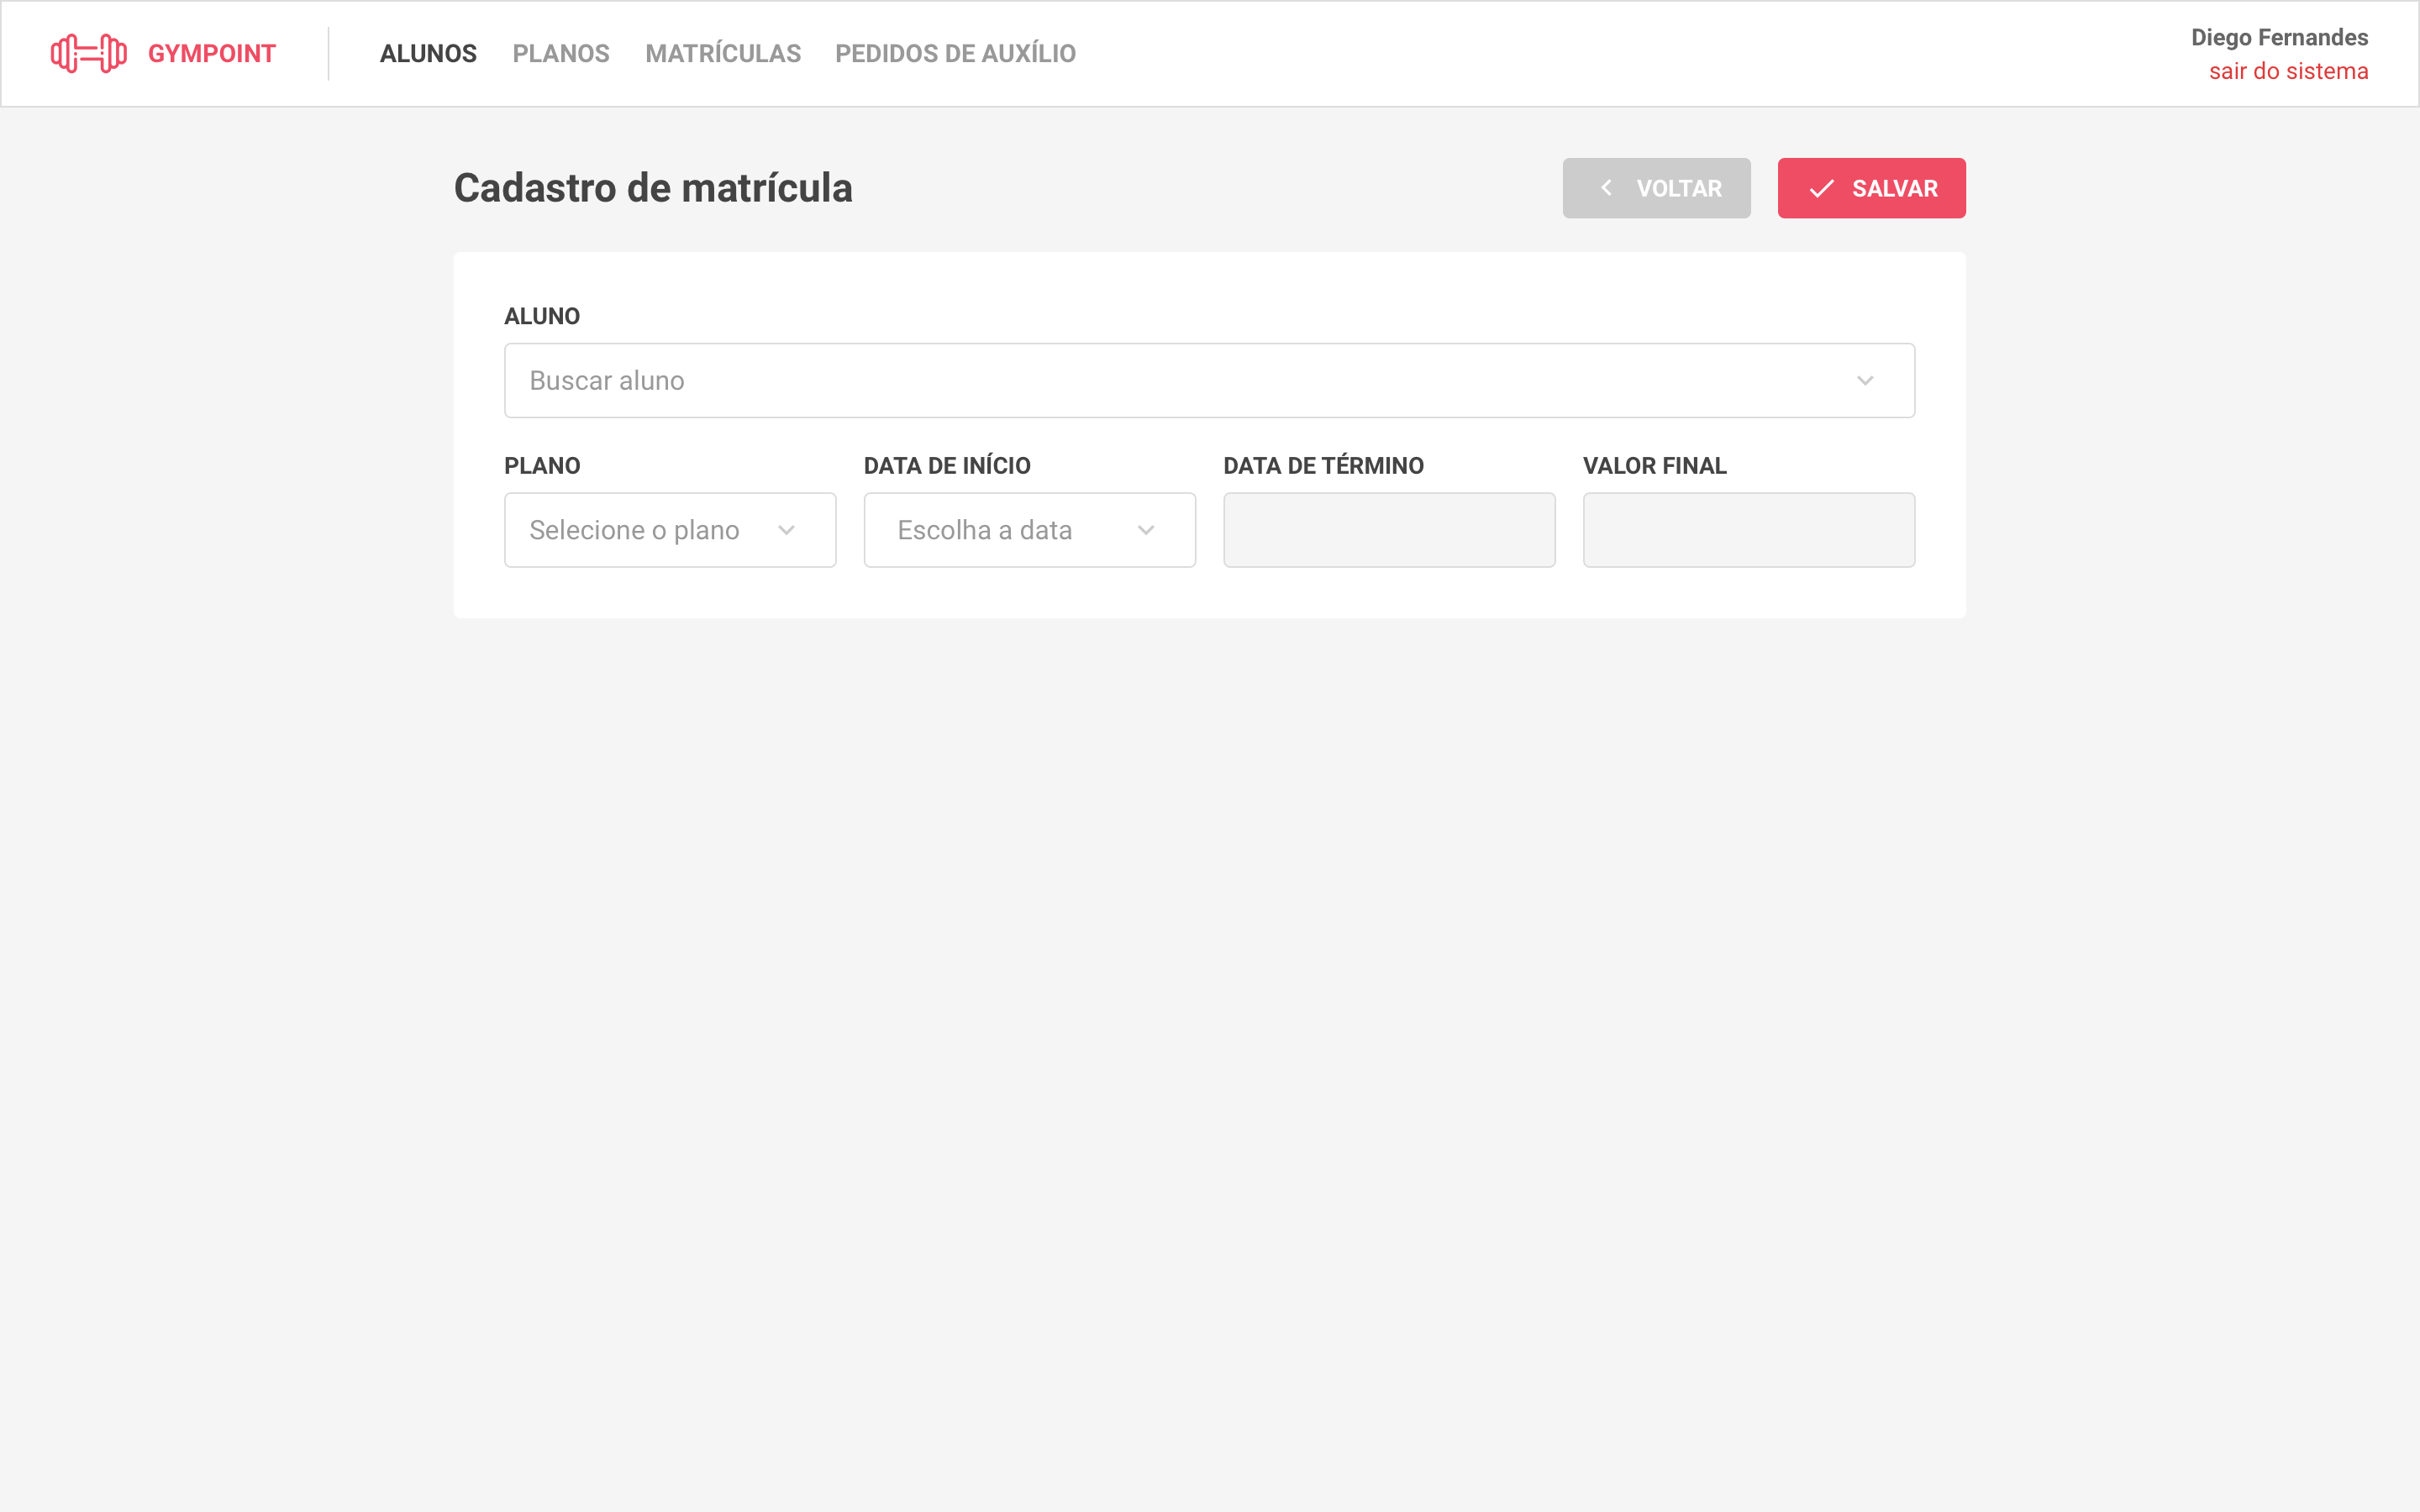 GYMPOINT
ALUNOS PLANOS MATRÍCULAS PEDIDOS DE AUXÍLIO
Diego Fernandes
sair do sistema
Cadastro de matrícula
VOLTAR
SALVAR
ALUNO
Buscar aluno
PLANO DATA DE INÍCIO DATA DE TÉRMINO VALOR FINAL
Selecione o plano Escolha a data